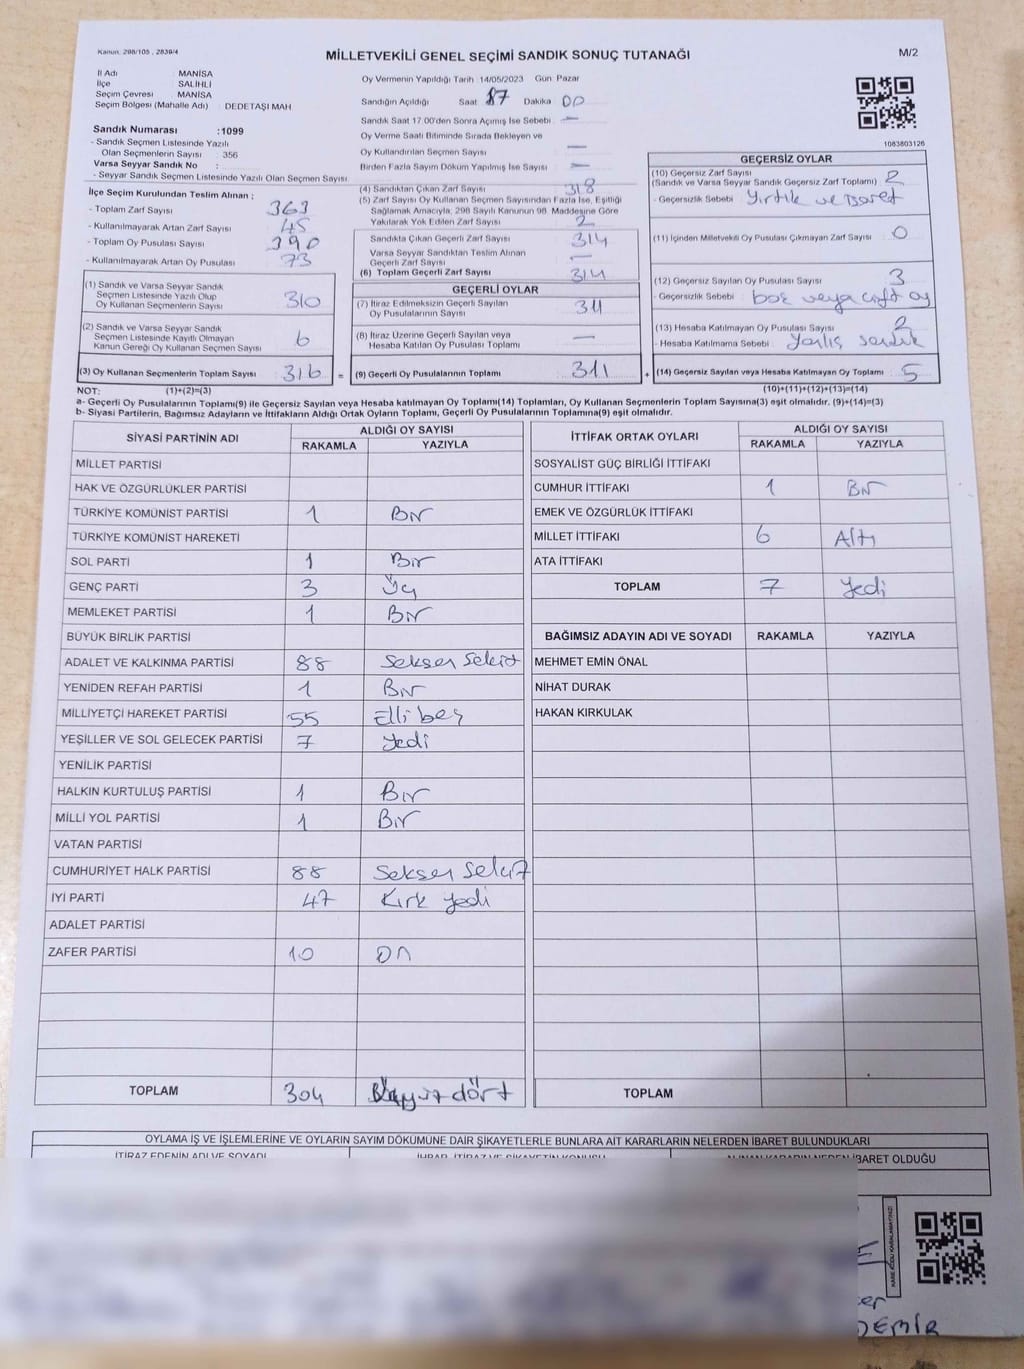 Kanun. 298/105 , 2839/4
MİLLETVEKİLİ GENEL SEÇİMİ SANDIK SONUÇ TUTANAĞI
M/2
İl Adı : MANİSA
İlçe : SALİHLİ
Seçim Çevresi : MANİSA
Seçim Bölgesi (Mahalle Adı) : DEDETAŞI MAH
Sandık Numarası :1099
- Sandık Seçmen Listesinde Yazılı
Olan Seçmenlerin Sayısı : 356
Varsa Seyyar Sandık No :
- Seyyar Sandık Seçmen Listesinde Yazılı Olan Seçmen Sayısı
Oy Vermenin Yapıldığı Tarih 14/05/2023 Gün Pazar
Sandığın Açıldığı Saat 17 Dakika 00
Sandık Saat 17.00'den Sonra Açımış İse Sebebi —
Oy Verme Saati Bitiminde Sırada Bekleyen ve
Oy Kullandırılan Seçmen Sayısı —
Birden Fazla Sayım Döküm Yapılmış İse Sayısı —
1083803126
İlçe Seçim Kurulundan Teslim Alınan :
- Toplam Zarf Sayısı 363
- Kullanılmayarak Artan Zarf Sayısı 45
- Toplam Oy Pusulası Sayısı 390
- Kullanılmayarak Artan Oy Pusulası 73
(1) Sandık ve Varsa Seyyar Sandık
Seçmen Listesinde Yazılı Olup
Oy Kullanan Seçmenlerin Sayısı 310
(2) Sandık ve Varsa Seyyar Sandık
Seçmen Listesinde Kayıtlı Olmayan
Kanun Gereği Oy Kullanan Seçmen Sayısı 6
(3) Oy Kullanan Seçmenlerin Toplam Sayısı 316 =
(4) Sandıktan Çıkan Zarf Sayısı 318
(5) Zarf Sayısı Oy Kullanan Seçmen Sayısından Fazla İse, Eşitliği
Sağlamak Amacıyla, 298 Sayılı Kanunun 98. Maddesine Göre
Yakılarak Yok Edilen Zarf Sayısı 2
Sandıkta Çıkan Geçerli Zarf Sayısı 314
Varsa Seyyar Sandıktan Teslim Alınan
Geçerli Zarf Sayısı —
(6) Toplam Geçerli Zarf Sayısı 314
GEÇERLİ OYLAR
(7) İtiraz Edilmeksizin Geçerli Sayılan
Oy Pusulalarının Sayısı 311
(8) İtiraz Üzerine Geçerli Sayılan veya
Hesaba Katılan Oy Pusulası Toplamı —
(9) Geçerli Oy Pusulalarının Toplamı 311 +
GEÇERSİZ OYLAR
(10) Geçersiz Zarf Sayısı
(Sandık ve Varsa Seyyar Sandık Geçersiz Zarf Toplamı) 2
- Geçersizlik Sebebi Yırtık ve İşaret
(11) İçinden Milletvekili Oy Pusulası Çıkmayan Zarf Sayısı 0
(12) Geçersiz Sayılan Oy Pusulası Sayısı 3
- Geçersizlik Sebebi boş veya çift oy
(13) Hesaba Katılmayan Oy Pusulası Sayısı 2
- Hesaba Katılmama Sebebi Yanlış sandık
(14) Geçersiz Sayılan veya Hesaba Katılmayan Oy Toplamı 5
NOT: (1)+(2)=(3)
(10)+(11)+(12)+(13)=(14)
a- Geçerli Oy Pusulalarının Toplamı(9) ile Geçersiz Sayılan veya Hesaba katılmayan Oy Toplamı(14) Toplamları, Oy Kullanan Seçmenlerin Toplam Sayısına(3) eşit olmalıdır. (9)+(14)=(3)
b- Siyasi Partilerin, Bağımsız Adayların ve İttifakların Aldığı Ortak Oyların Toplamı, Geçerli Oy Pusulalarının Toplamına(9) eşit olmalıdır.
SİYASİ PARTİNİN ADI ALDIĞI OY SAYISI
RAKAMLA YAZIYLA
MİLLET PARTİSİ
HAK VE ÖZGÜRLÜKLER PARTİSİ
TÜRKİYE KOMÜNİST PARTİSİ 1 Bir
TÜRKİYE KOMÜNİST HAREKETİ
SOL PARTİ 1 Bir
GENÇ PARTİ 3 Üç
MEMLEKET PARTİSİ 1 Bir
BÜYÜK BİRLİK PARTİSİ
ADALET VE KALKINMA PARTİSİ 88 Seksen Sekiz
YENİDEN REFAH PARTİSİ 1 Bir
MİLLİYETÇİ HAREKET PARTİSİ 55 Elli beş
YEŞİLLER VE SOL GELECEK PARTİSİ 7 Yedi
YENİLİK PARTİSİ
HALKIN KURTULUŞ PARTİSİ 1 Bir
MİLLİ YOL PARTİSİ 1 Bir
VATAN PARTİSİ
CUMHURİYET HALK PARTİSİ 88 Seksen Sekiz
İYİ PARTİ 47 Kırk yedi
ADALET PARTİSİ
ZAFER PARTİSİ 10 On
TOPLAM 304 Üçyüz dört
İTTİFAK ORTAK OYLARI ALDIĞI OY SAYISI
RAKAMLA YAZIYLA
SOSYALİST GÜÇ BİRLİĞİ İTTİFAKI
CUMHUR İTTİFAKI 1 Bir
EMEK VE ÖZGÜRLÜK İTTİFAKI
MİLLET İTTİFAKI 6 Altı
ATA İTTİFAKI
TOPLAM 7 Yedi
BAĞIMSIZ ADAYIN ADI VE SOYADI RAKAMLA YAZIYLA
MEHMET EMİN ÖNAL
NİHAT DURAK
HAKAN KIRKULAK
TOPLAM
OYLAMA İŞ VE İŞLEMLERİNE VE OYLARIN SAYIM DÖKÜMÜNE DAİR ŞİKAYETLERLE BUNLARA AİT KARARLARIN NELERDEN İBARET BULUNDUKLARI
İTİRAZ EDENİN ADI VE SOYADI
İHBAR, İTİRAZ VE ŞİKAYETİN KONUSU
ALINAN KARARIN NEDEN İBARET OLDUĞU
KARE KODU KARALAMAYINIZ!
DEMİR